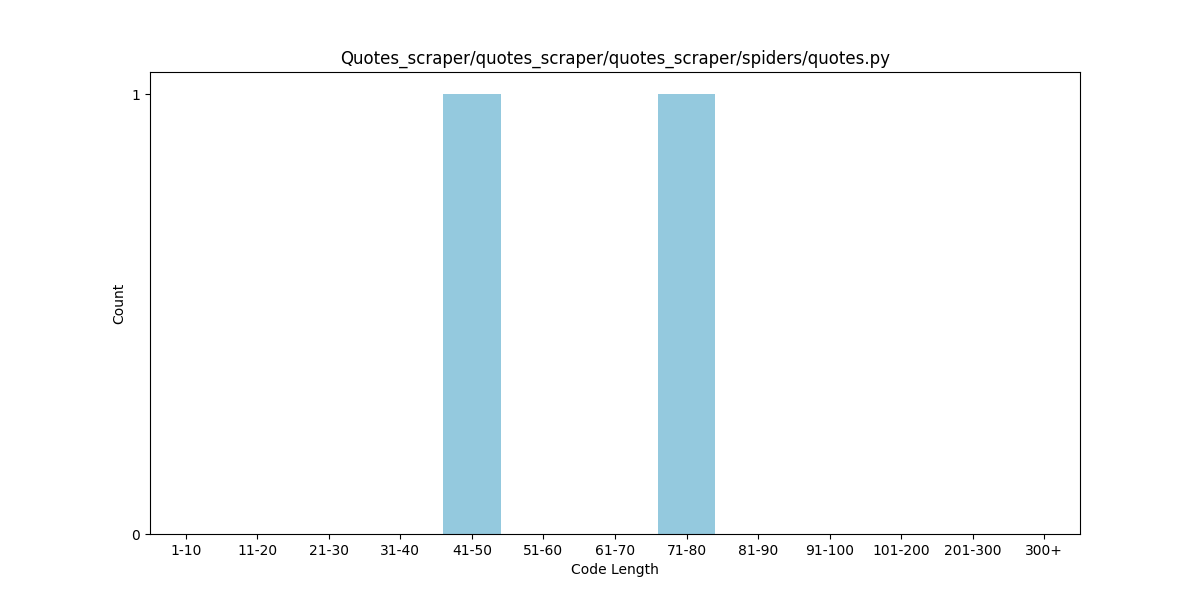 Quotes_scraper/quotes_scraper/quotes_scraper/spiders/quotes.py
1
Count
0
1-10 11-20 21-30 31-40 41-50 51-60 61-70 71-80 81-90 91-100 101-200 201-300 300+
Code Length